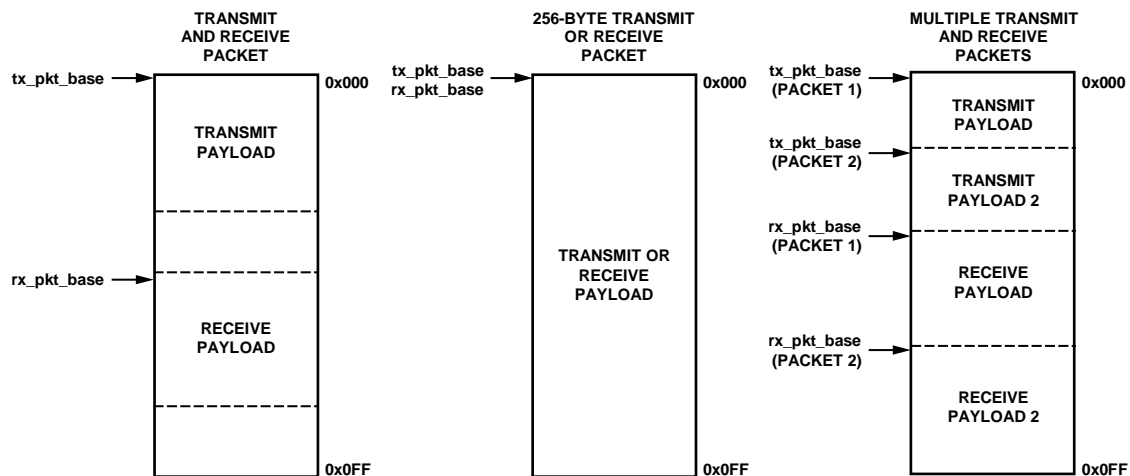 TRANSMIT
AND RECEIVE
PACKET
tx_pkt_base
0x000
TRANSMIT
PAYLOAD
rx_pkt_base
RECEIVE
PAYLOAD
0x0FF
256-BYTE TRANSMIT
OR RECEIVE
PACKET
tx_pkt_base
rx_pkt_base
0x000
TRANSMIT OR
RECEIVE
PAYLOAD
0x0FF
MULTIPLE TRANSMIT
AND RECEIVE
PACKETS
tx_pkt_base
(PACKET 1)
0x000
TRANSMIT
PAYLOAD
tx_pkt_base
(PACKET 2)
TRANSMIT
PAYLOAD 2
rx_pkt_base
(PACKET 1)
RECEIVE
PAYLOAD
rx_pkt_base
(PACKET 2)
RECEIVE
PAYLOAD 2
0x0FF